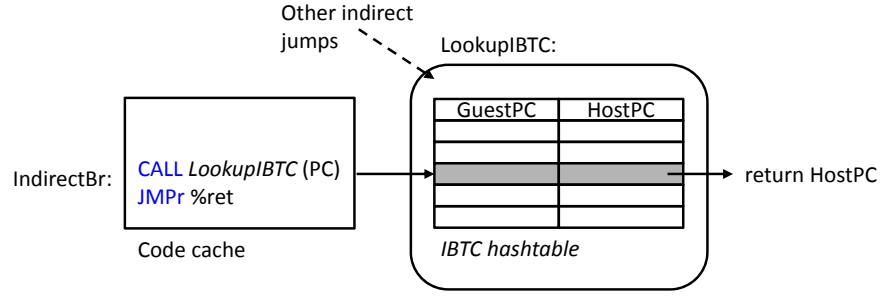 Other indirect
jumps
LookupIBTC:
GuestPC HostPC
IndirectBr:
CALL LookupIBTC (PC)
JMPr %ret
return HostPC
Code cache
IBTC hashtable